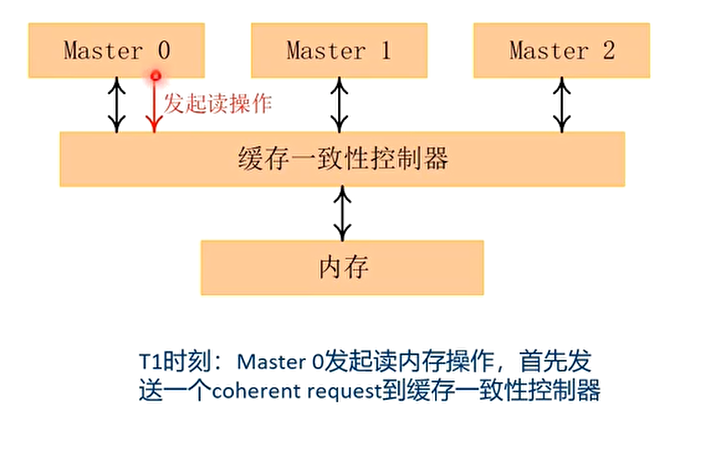 Master 0
Master 1
Master 2
发起读操作
缓存一致性控制器
内存
T1时刻：Master 0发起读内存操作，首先发
送一个coherent request到缓存一致性控制器